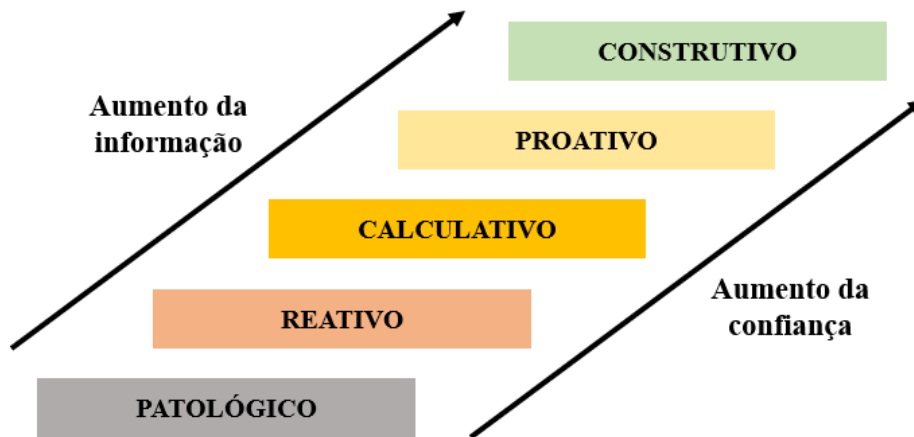 CONSTRUTIVO
Aumento da
informação
PROATIVO
CALCULATIVO
Aumento da
confiança
REATIVO
PATOLÓGICO